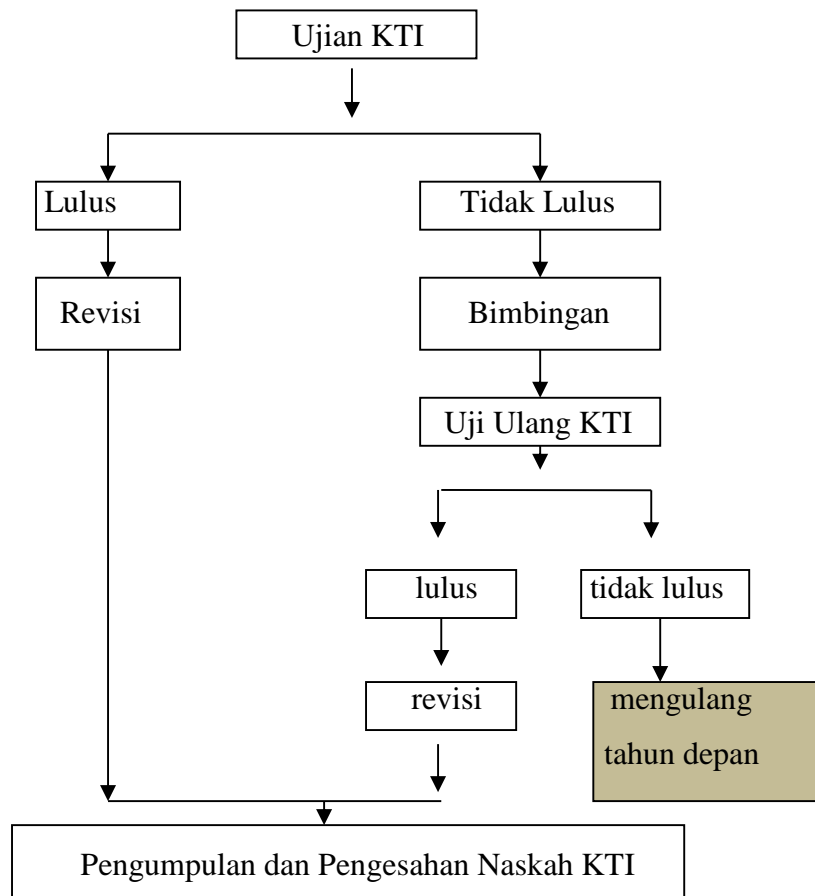 Ujian KTI
Lulus
Tidak Lulus
Revisi
Bimbingan
Uji Ulang KTI
lulus
tidak lulus
revisi
mengulang
tahun depan
Pengumpulan dan Pengesahan Naskah KTI